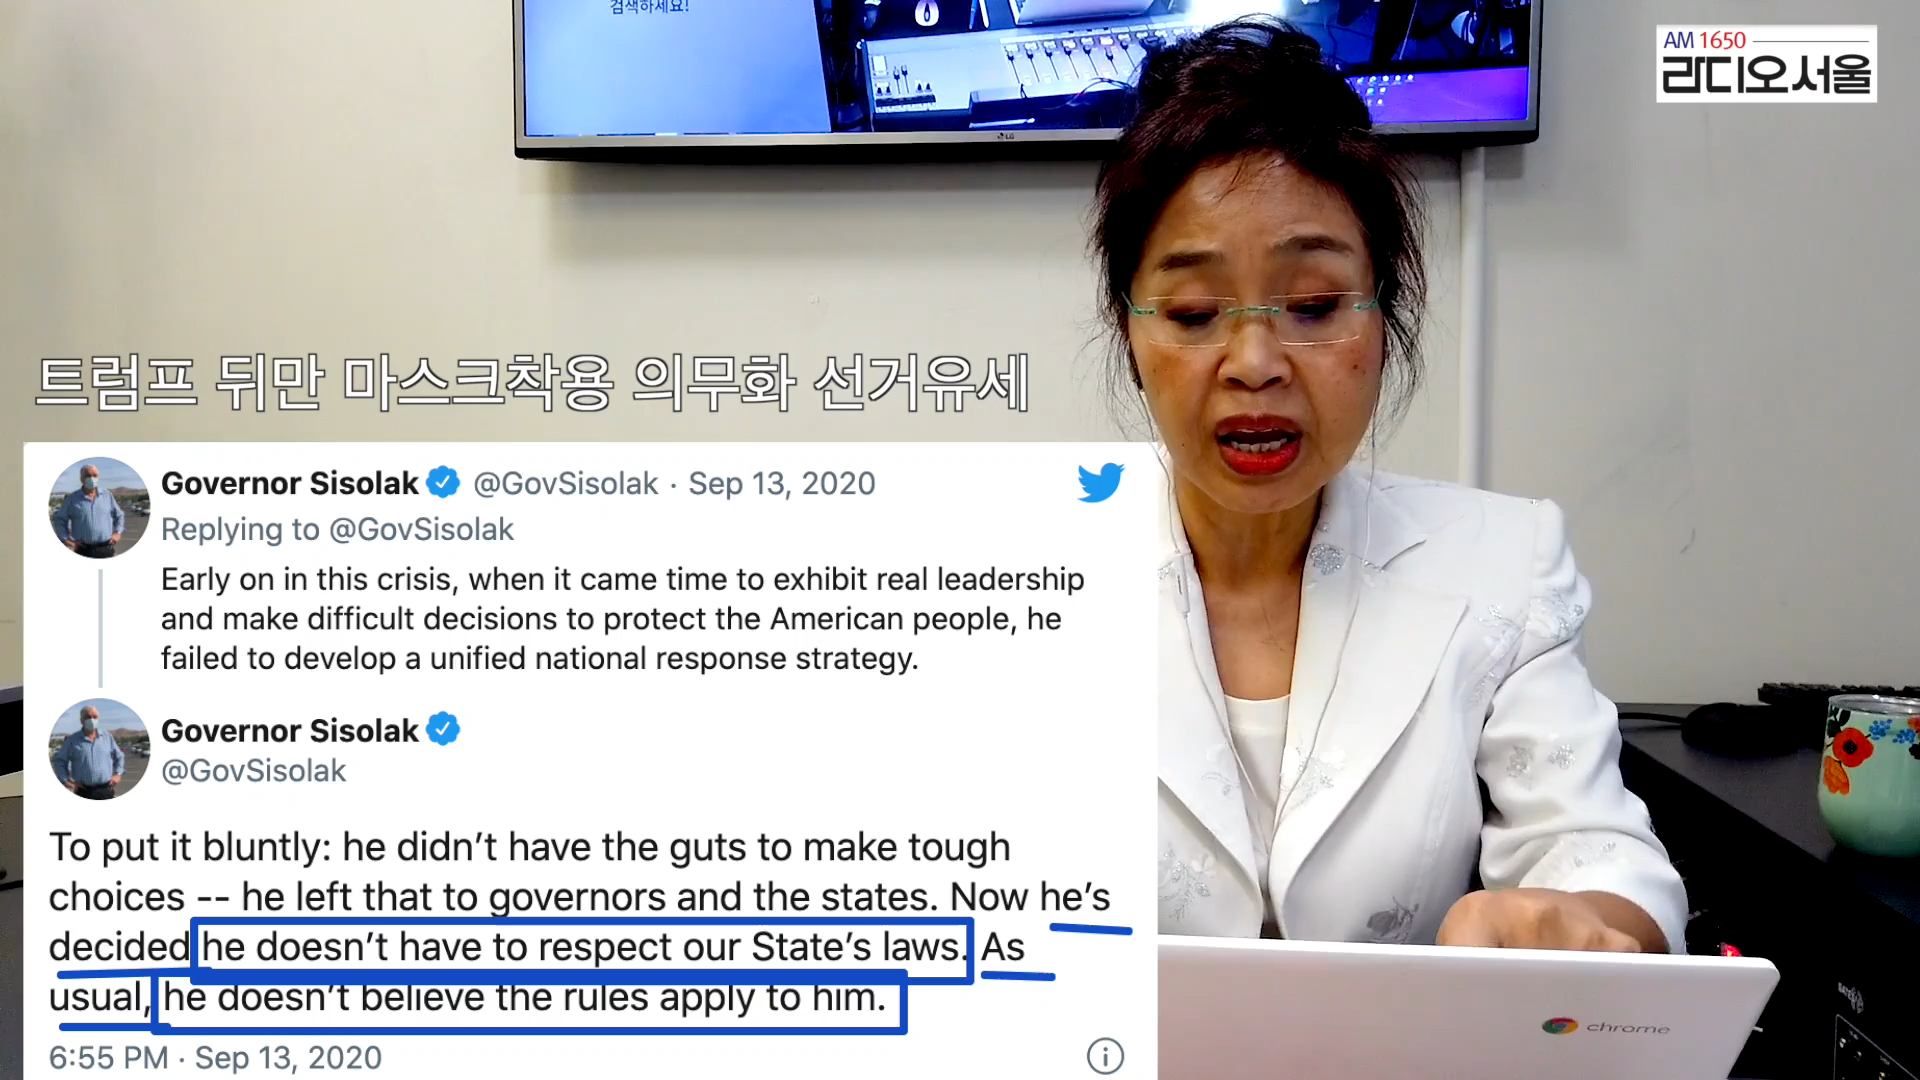 검색하세요!
LG
AM 1650
라디오서울
트럼프 뒤만 마스크착용 의무화 선거유세
Governor Sisolak @GovSisolak · Sep 13, 2020
Replying to @GovSisolak
Early on in this crisis, when it came time to exhibit real leadership
and make difficult decisions to protect the American people, he
failed to develop a unified national response strategy.
Governor Sisolak
@GovSisolak
To put it bluntly: he didn’t have the guts to make tough
choices -- he left that to governors and the states. Now he’s
decided he doesn’t have to respect our State’s laws. As
usual, he doesn’t believe the rules apply to him.
6:55 PM · Sep 13, 2020
chrome